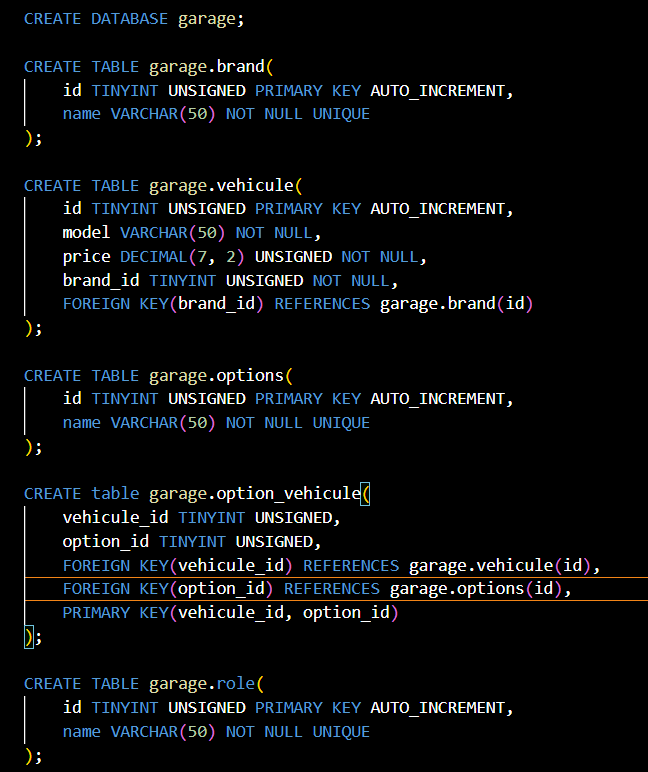 CREATE DATABASE garage;
CREATE TABLE garage.brand(
id TINYINT UNSIGNED PRIMARY KEY AUTO_INCREMENT,
name VARCHAR(50) NOT NULL UNIQUE
);
CREATE TABLE garage.vehicule(
id TINYINT UNSIGNED PRIMARY KEY AUTO_INCREMENT,
model VARCHAR(50) NOT NULL,
price DECIMAL(7, 2) UNSIGNED NOT NULL,
brand_id TINYINT UNSIGNED NOT NULL,
FOREIGN KEY(brand_id) REFERENCES garage.brand(id)
);
CREATE TABLE garage.options(
id TINYINT UNSIGNED PRIMARY KEY AUTO_INCREMENT,
name VARCHAR(50) NOT NULL UNIQUE
);
CREATE table garage.option_vehicule(
vehicule_id TINYINT UNSIGNED,
option_id TINYINT UNSIGNED,
FOREIGN KEY(vehicule_id) REFERENCES garage.vehicule(id),
FOREIGN KEY(option_id) REFERENCES garage.options(id),
PRIMARY KEY(vehicule_id, option_id)
);
CREATE TABLE garage.role(
id TINYINT UNSIGNED PRIMARY KEY AUTO_INCREMENT,
name VARCHAR(50) NOT NULL UNIQUE
);